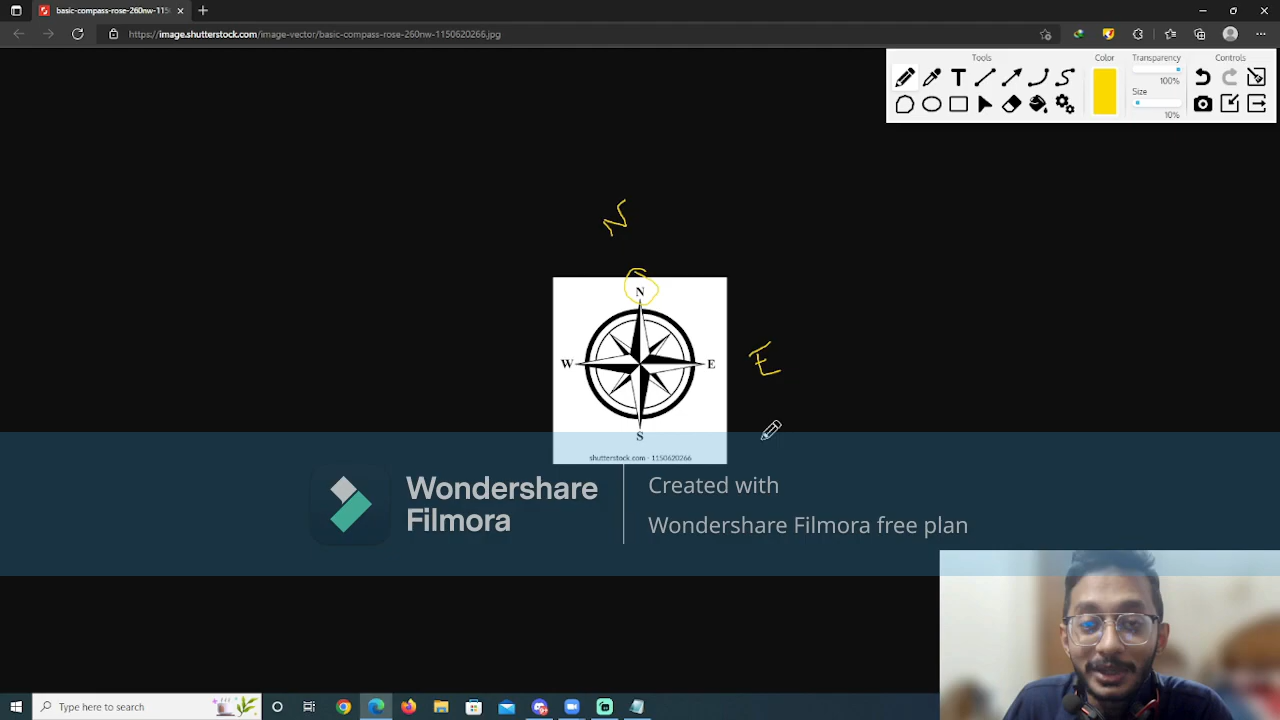 basic-compass-rose-260nw-115
https://image.shutterstock.com/image-vector/basic-compass-rose-260nw-1150620266.jpg
Tools
Color
Transparency
Controls
100%
Size
10%
T
N
N
W
E
E
S
shutterstock.com · 1150620266
Wondershare
Filmora
Created with
Wondershare Filmora free plan
Type here to search